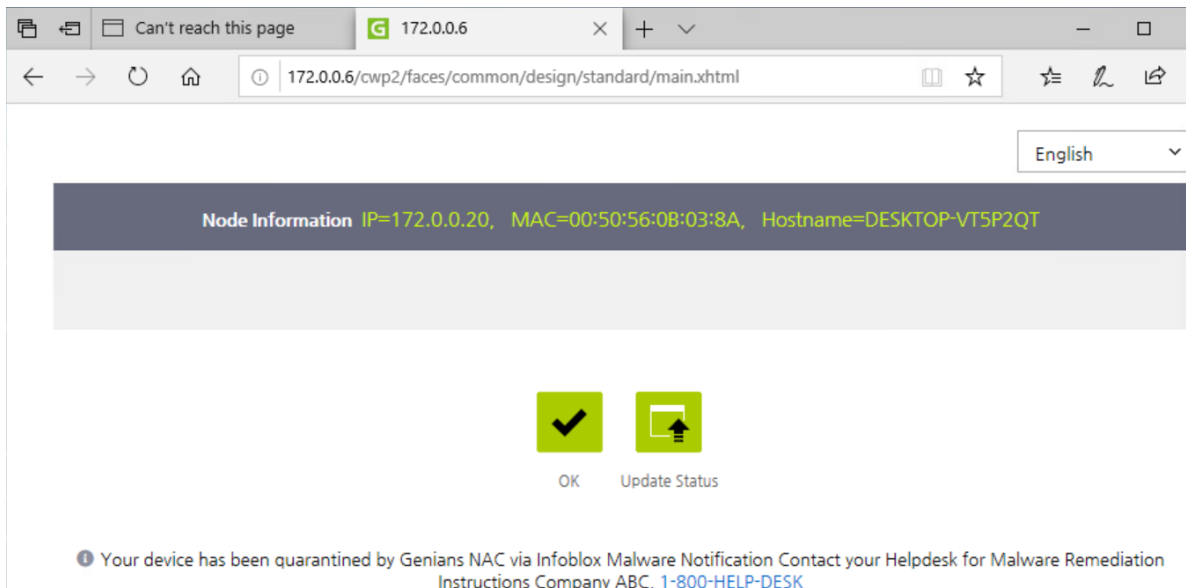 Can't reach this page
G 172.0.0.6
172.0.0.6/cwp2/faces/common/design/standard/main.xhtml
English
Node Information IP=172.0.0.20, MAC=00:50:56:0B:03:8A, Hostname=DESKTOP-VT5P2QT
OK Update Status
Your device has been quarantined by Genians NAC via Infoblox Malware Notification Contact your Helpdesk for Malware Remediation
Instructions Company ABC, 1-800-HELP-DESK